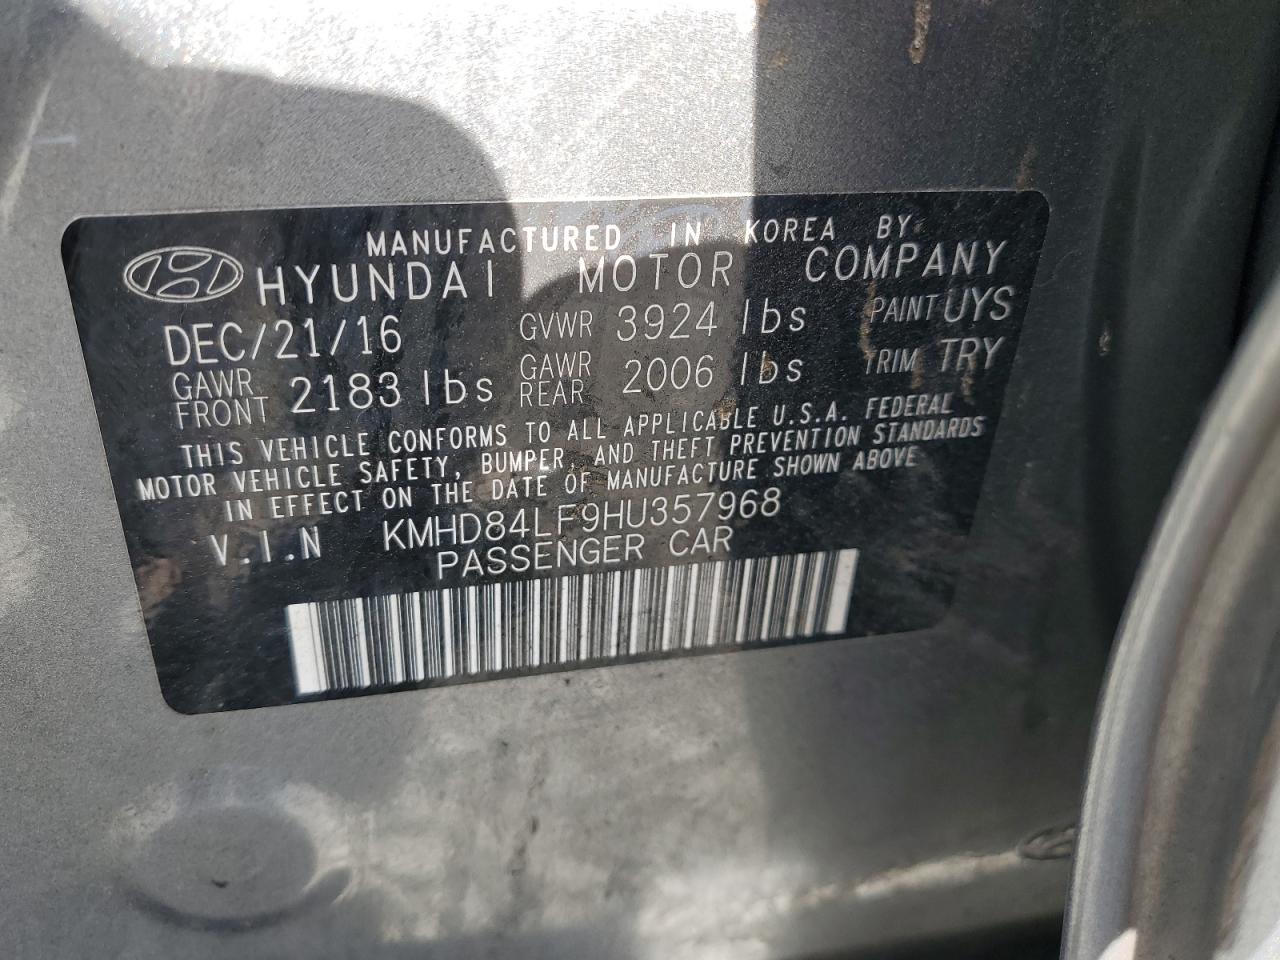 MANUFACTURED IN KOREA BY:
HYUNDAI MOTOR COMPANY
DEC/21/16 GVWR 3924 lbs PAINT UYS
GAWR FRONT 2183 lbs GAWR REAR 2006 lbs TRIM TRY
THIS VEHICLE CONFORMS TO ALL APPLICABLE U.S.A. FEDERAL
MOTOR VEHICLE SAFETY, BUMPER, AND THEFT PREVENTION STANDARDS
IN EFFECT ON THE DATE OF MANUFACTURE SHOWN ABOVE
V.I.N KMHD84LF9HU357968
PASSENGER CAR